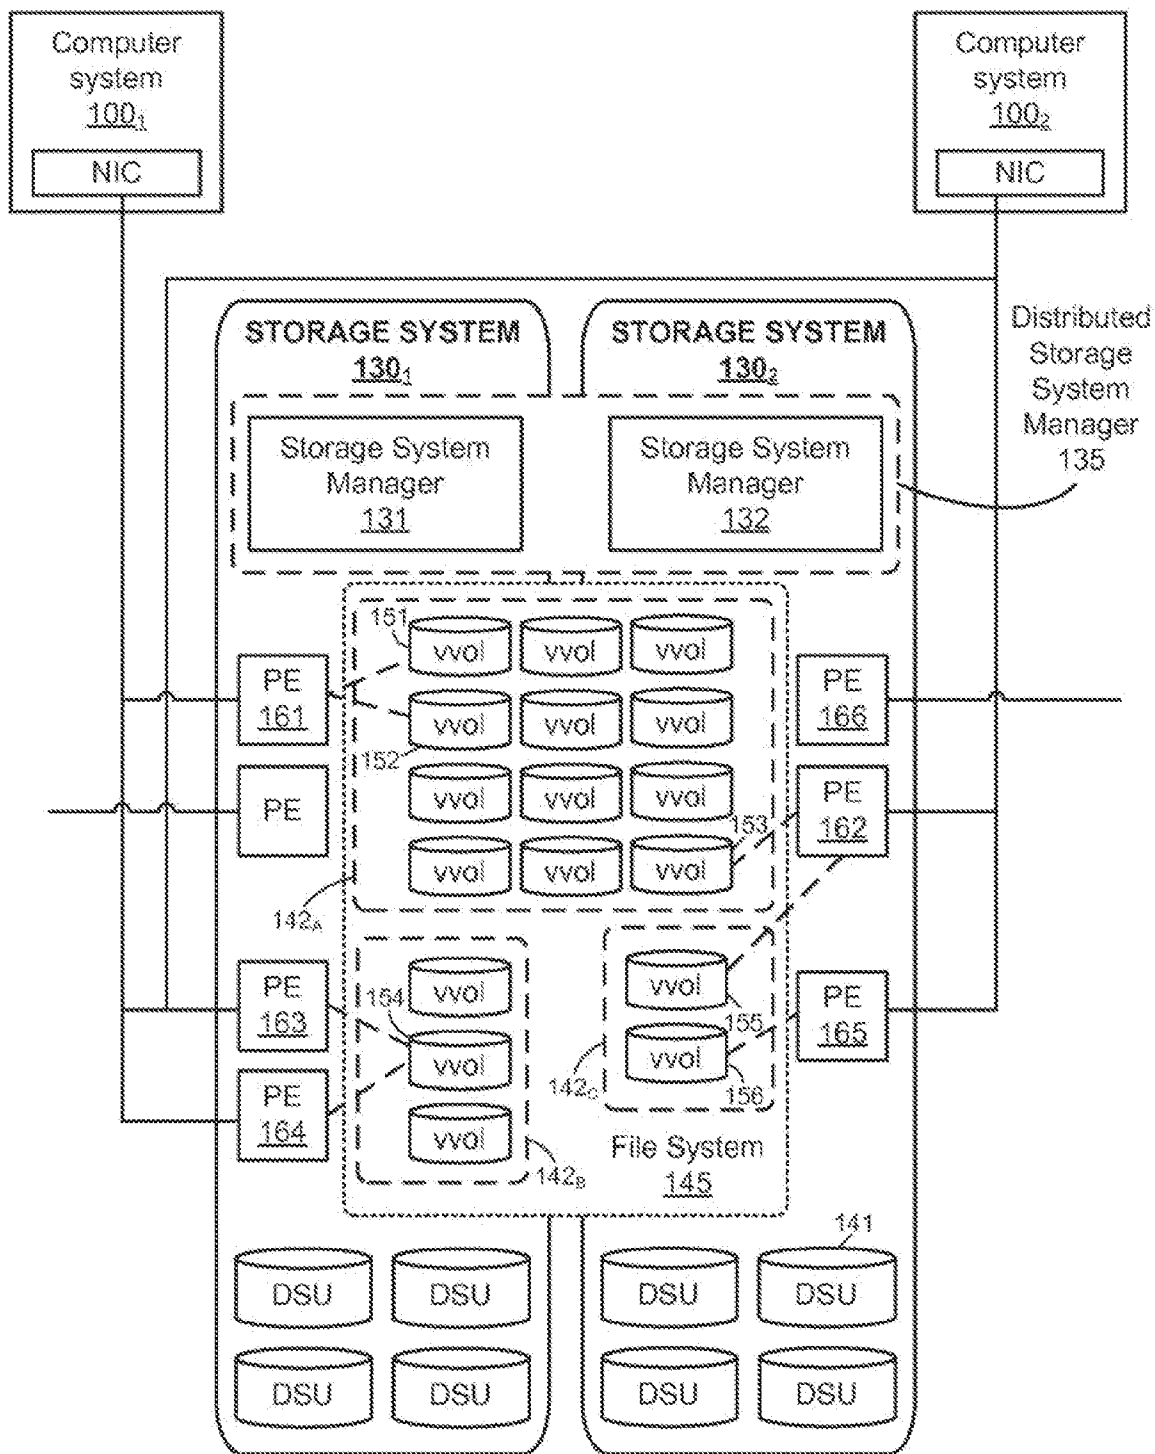 Computer
system
100₁
NIC
Computer
system
100₂
NIC
STORAGE SYSTEM
130₁
STORAGE SYSTEM
130₂
Distributed
Storage
System
Manager
135
Storage System
Manager
131
Storage System
Manager
132
151
vvol vvol vvol
PE
161
PE
166
vvol vvol vvol
152
PE
vvol vvol vvol
PE
162
153
vvol vvol vvol
142A
vvol
vvol
PE
163
154
155
PE
165
vvol
vvol
142C
156
PE
164
vvol
142B
File System
145
141
DSU DSU DSU DSU
DSU DSU DSU DSU